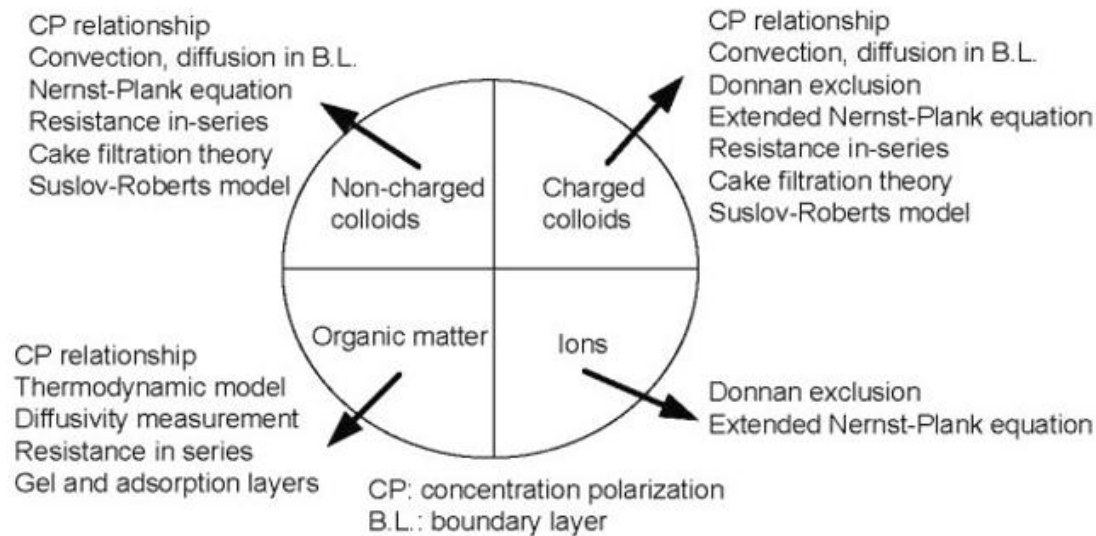 CP relationship
Convection, diffusion in B.L.
Nernst-Plank equation
Resistance in-series
Cake filtration theory
Suslov-Roberts model
CP relationship
Convection, diffusion in B.L.
Donnan exclusion
Extended Nernst-Plank equation
Resistance in-series
Cake filtration theory
Suslov-Roberts model
Non-charged
colloids
Charged
colloids
Organic matter
Ions
CP relationship
Thermodynamic model
Diffusivity measurement
Resistance in series
Gel and adsorption layers
Donnan exclusion
Extended Nernst-Plank equation
CP: concentration polarization
B.L.: boundary layer